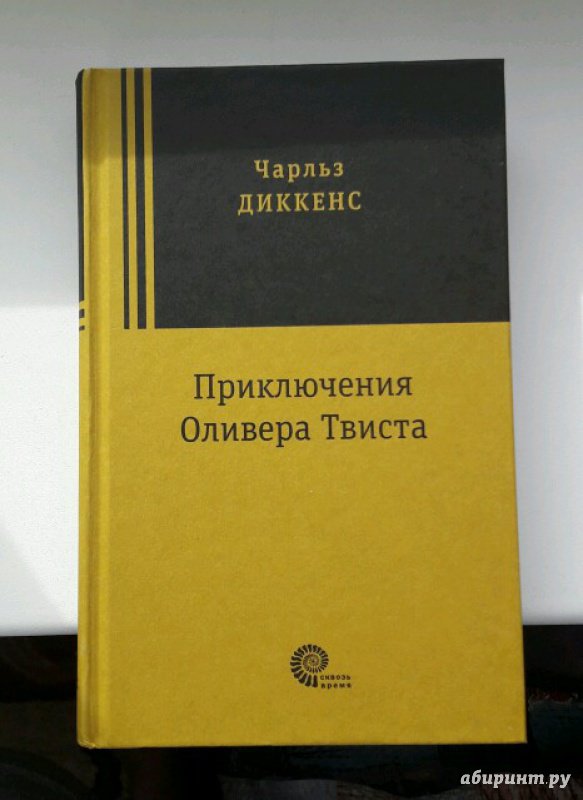 Чарльз
ДИККЕНС
Приключения
Оливера Твиста
сквозь
время
абиринт.ру